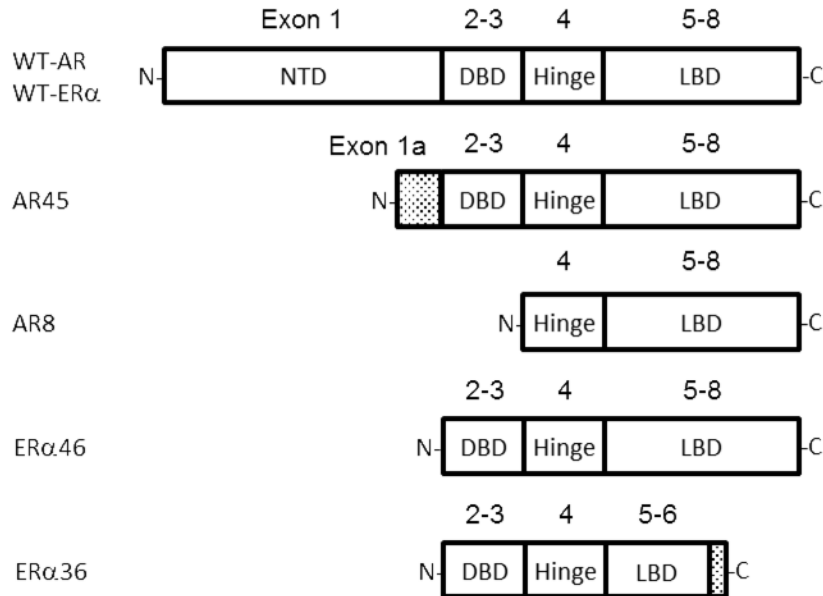 Exon 1 2-3 4 5-8
WT-AR
WT-ERα
N- NTD DBD Hinge LBD -C
Exon 1a 2-3 4 5-8
AR45 N- DBD Hinge LBD -C
4 5-8
AR8 N- Hinge LBD -C
2-3 4 5-8
ERα46 N- DBD Hinge LBD -C
2-3 4 5-6
ERα36 N- DBD Hinge LBD -C